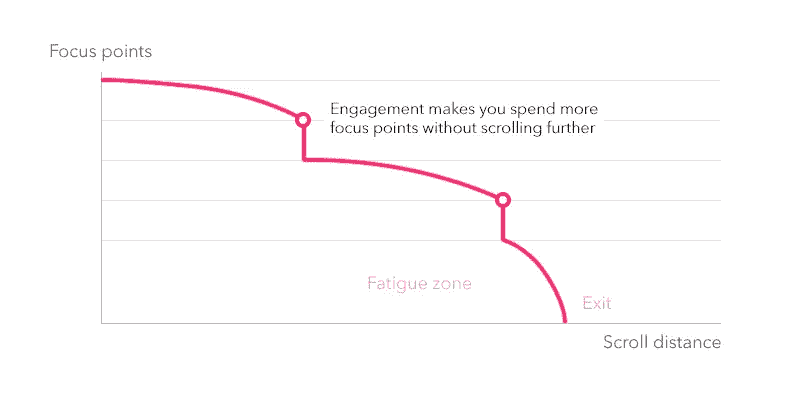 Focus points
Engagement makes you spend more
focus points without scrolling further
Fatigue zone
Exit
Scroll distance